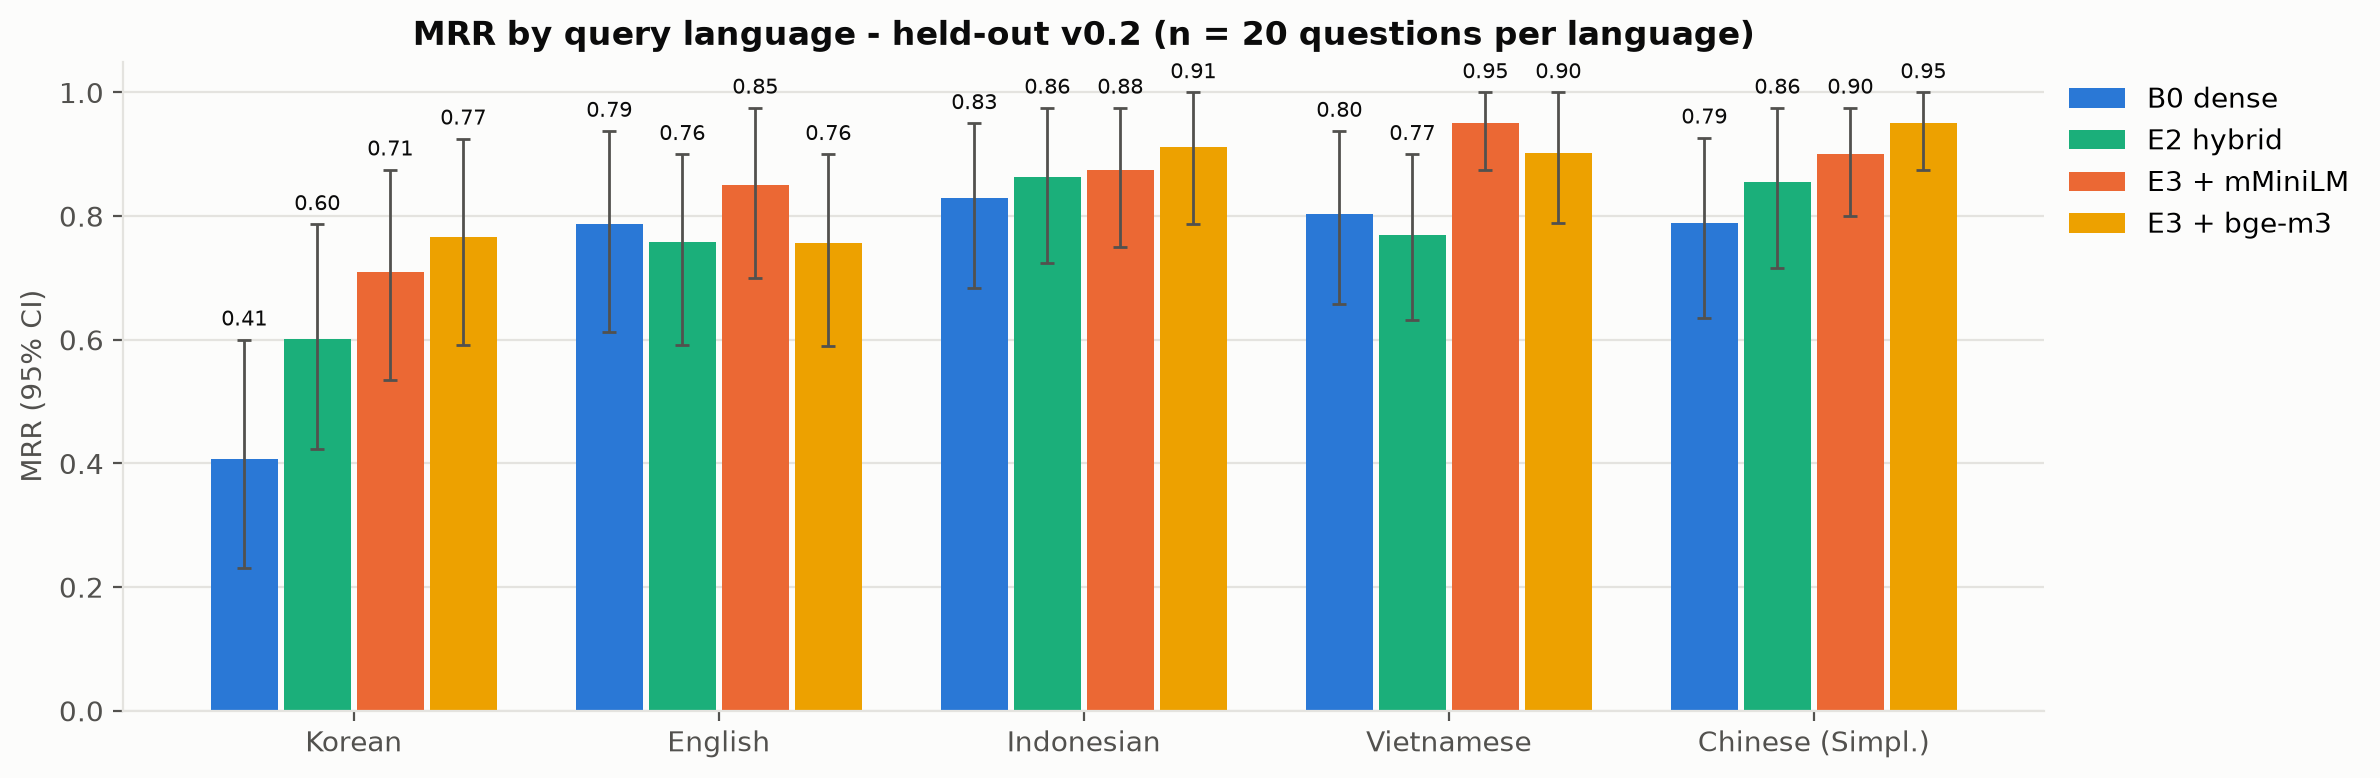 MRR by query language - held-out v0.2 (n = 20 questions per language)
MRR (95% CI)
1.0
0.8
0.6
0.4
0.2
0.0
0.41
0.60
0.71
0.77
0.79
0.76
0.85
0.76
0.83
0.86
0.88
0.91
0.80
0.77
0.95
0.90
0.79
0.86
0.90
0.95
Korean
English
Indonesian
Vietnamese
Chinese (Simpl.)
B0 dense
E2 hybrid
E3 + mMiniLM
E3 + bge-m3